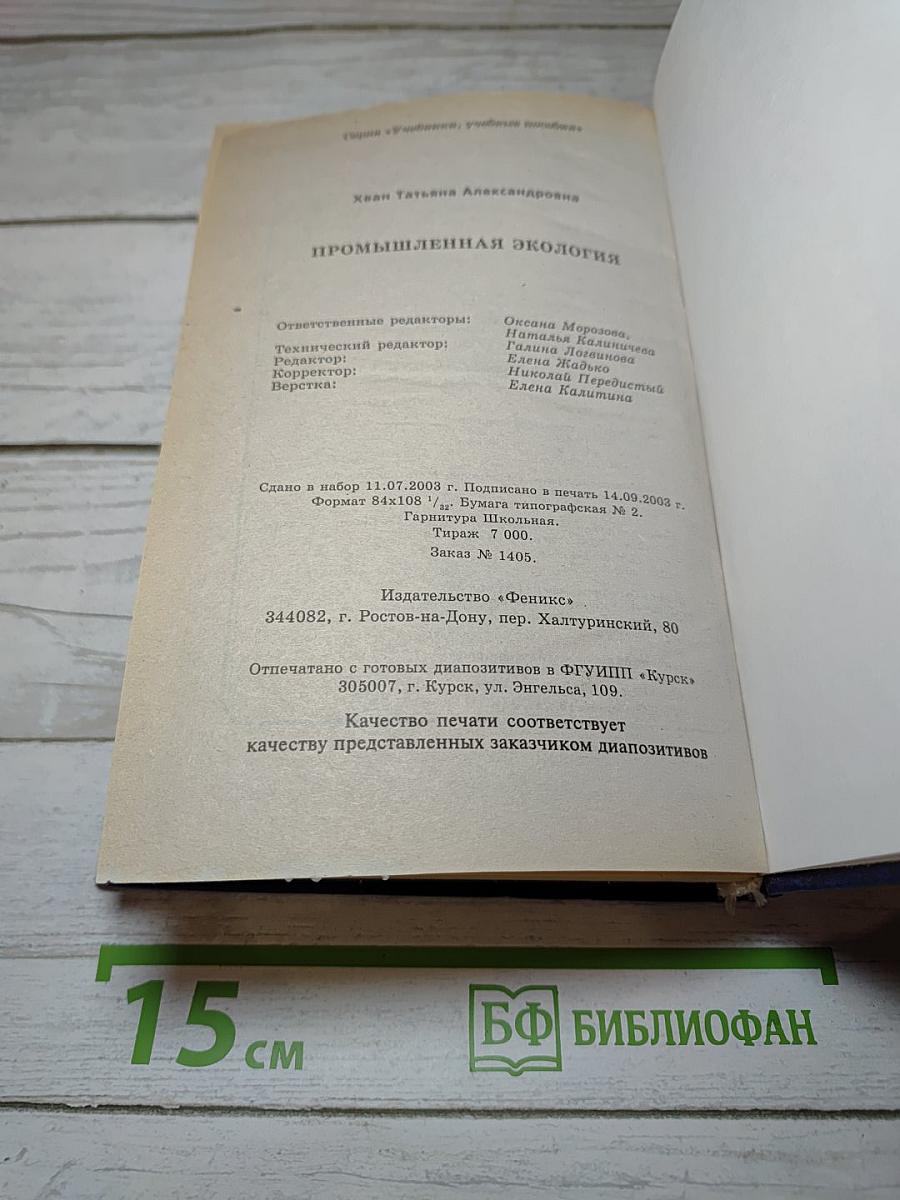 Серия «Учебники, учебные пособия»
Хван Татьяна Александровна
ПРОМЫШЛЕННАЯ ЭКОЛОГИЯ
Ответственные редакторы: Оксана Морозова,
Наталья Калиничева
Технический редактор: Галина Логвинова
Редактор: Елена Жадько
Корректор: Николай Передистый
Верстка: Елена Калитина
Сдано в набор 11.07.2003 г. Подписано в печать 14.09.2003 г.
Формат 84х108 1/32. Бумага типографская № 2.
Гарнитура Школьная.
Тираж 7 000.
Заказ № 1405.
Издательство «Феникс»
344082, г. Ростов-на-Дону, пер. Халтуринский, 80
Отпечатано с готовых диапозитивов в ФГУИПП «Курск»
305007, г. Курск, ул. Энгельса, 109.
Качество печати соответствует
качеству представленных заказчиком диапозитивов
15 см
БФ БИБЛИОФАН